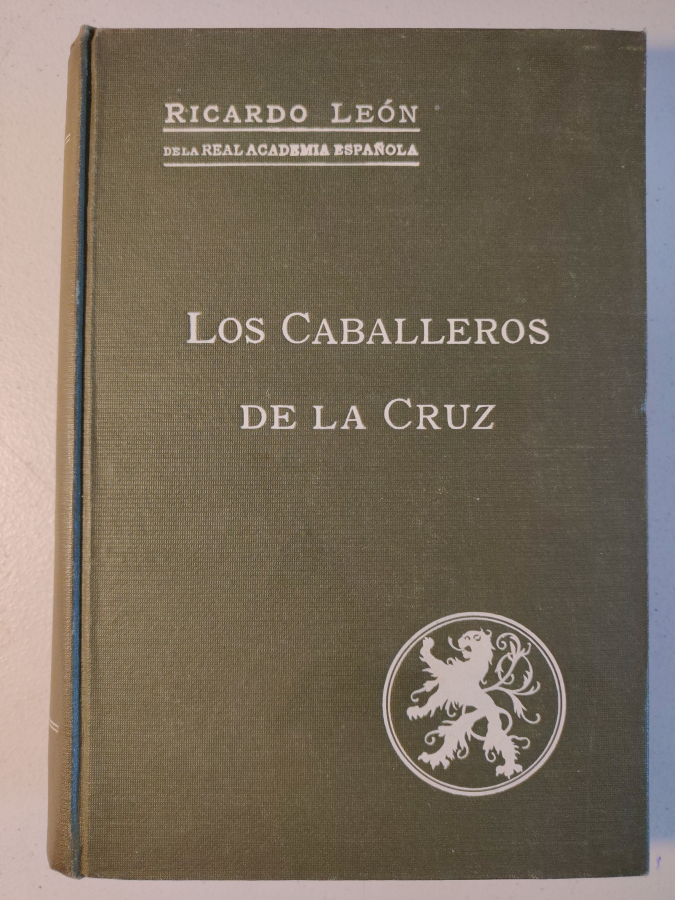 RICARDO LEÓN
DE LA REAL ACADEMIA ESPAÑOLA
LOS CABALLEROS
DE LA CRUZ